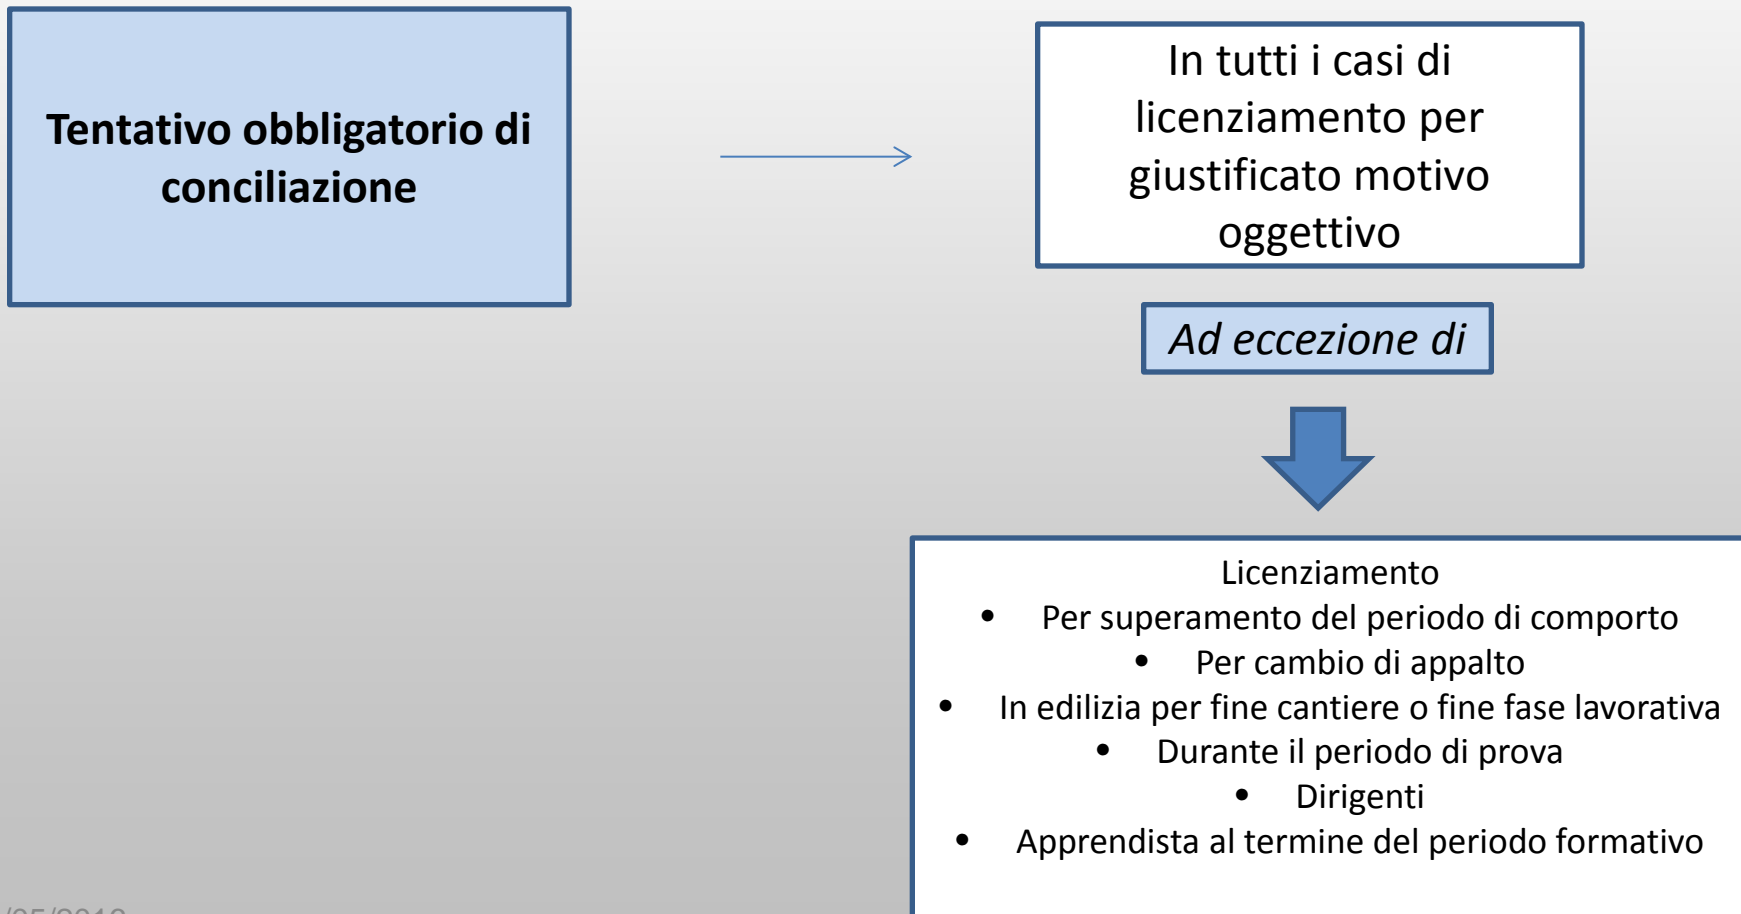 Tentativo obbligatorio di
conciliazione
In tutti i casi di
licenziamento per
giustificato motivo
oggettivo
Ad eccezione di
Licenziamento
• Per superamento del periodo di comporto
• Per cambio di appalto
• In edilizia per fine cantiere o fine fase lavorativa
• Durante il periodo di prova
• Dirigenti
• Apprendista al termine del periodo formativo